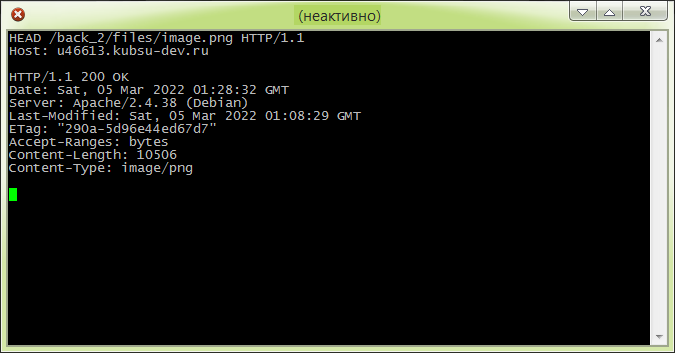 (неактивно)
HEAD /back_2/files/image.png HTTP/1.1
Host: u46613.kubsu-dev.ru
HTTP/1.1 200 OK
Date: Sat, 05 Mar 2022 01:28:32 GMT
Server: Apache/2.4.38 (Debian)
Last-Modified: Sat, 05 Mar 2022 01:08:29 GMT
ETag: "290a-5d96e44ed67d7"
Accept-Ranges: bytes
Content-Length: 10506
Content-Type: image/png